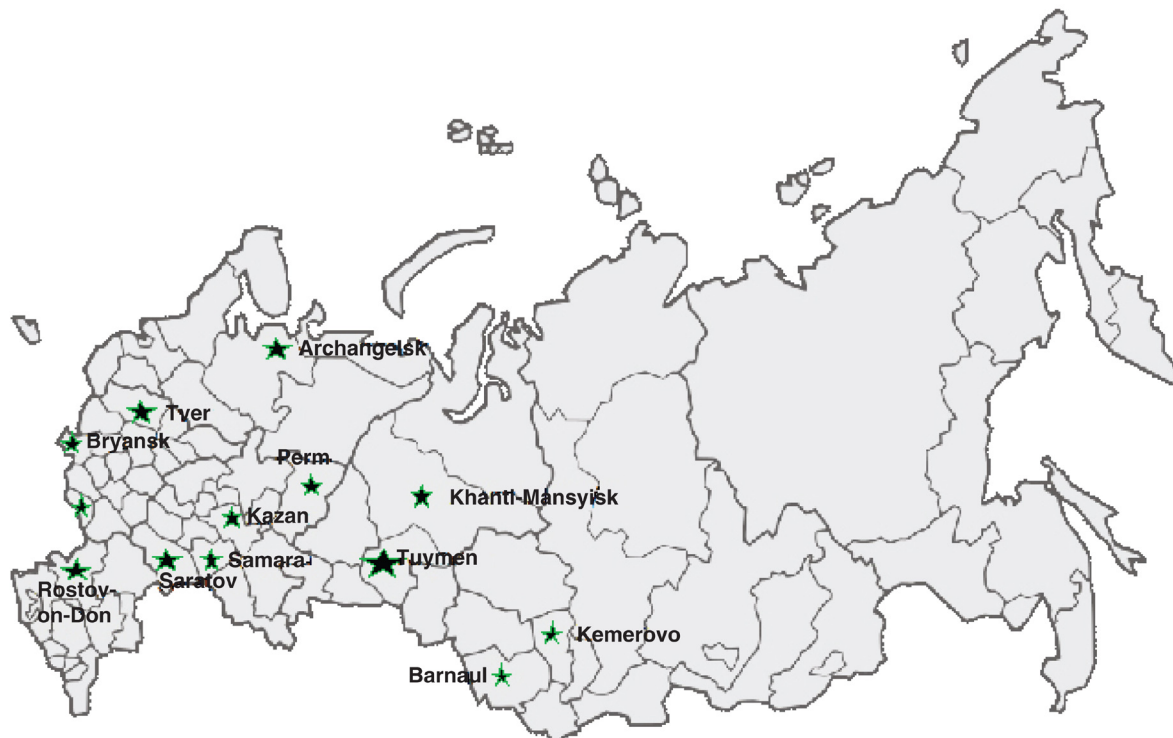 Archangelsk
Tver
Bryansk
Perm
Khanti-Mansyisk
Kazan
Tuymen
Samara-
Saratov
Rostov-
on-Don
Kemerovo
Barnaul